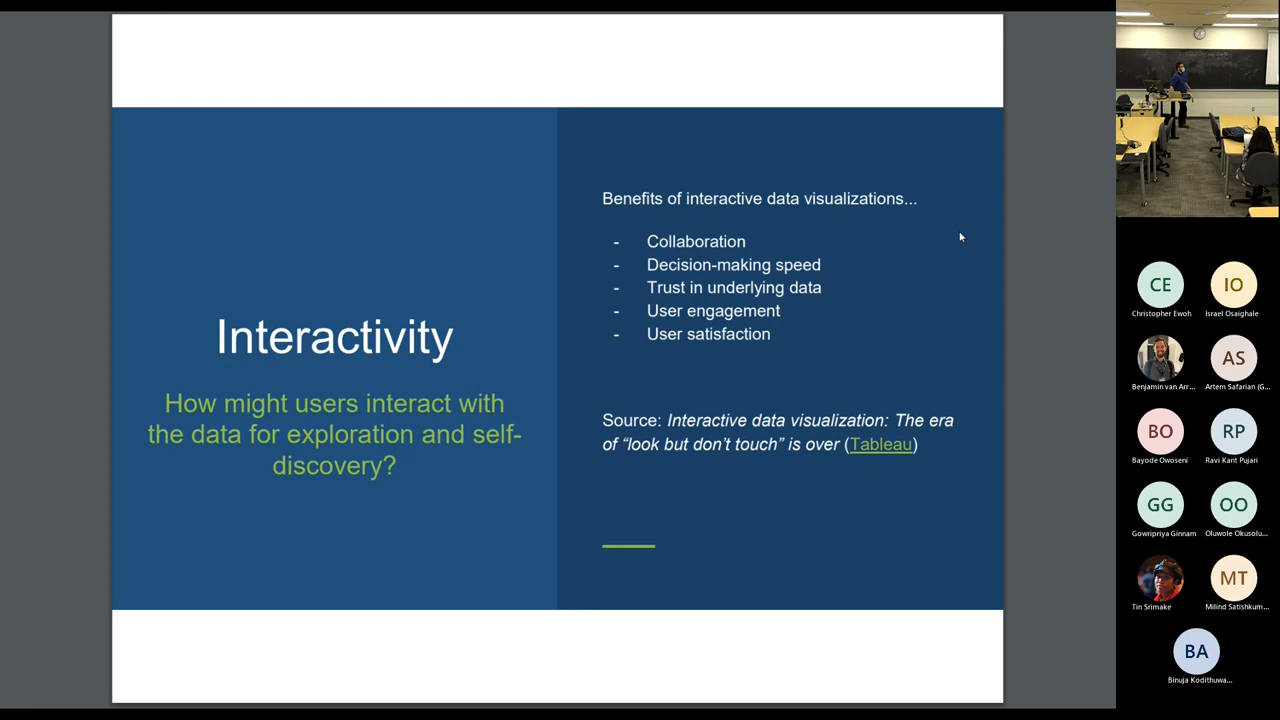 Interactivity
How might users interact with
the data for exploration and self-
discovery?
Benefits of interactive data visualizations...
- Collaboration
- Decision-making speed
- Trust in underlying data
- User engagement
- User satisfaction
Source: Interactive data visualization: The era
of “look but don’t touch” is over (Tableau)
CE
Christopher Ewoh
IO
Israel Osaighale
Benjamin van Arr...
AS
Artem Safarian (G...
BO
Bayode Owoseni
RP
Ravi Kant Pujari
GG
Gowripriya Ginnam
OO
Oluwole Okusolu...
Tin Srimake
MT
Milind Satishkum...
BA
Binuja Kodithuwa...